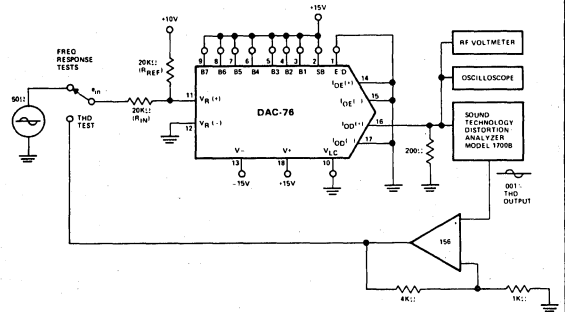 +10V
+15V
FREQ
RESPONSE
TESTS
20KΩ
(RREF)
9 8 7 6 5 4 3 2 1
B7 B6 B5 B4 B3 B2 B1 SB E D
RF VOLTMETER
OSCILLOSCOPE
SOUND
TECHNOLOGY
DISTORTION
ANALYZER
MODEL 1700B
50Ω
eIN
THD
TEST
20KΩ
(RIN)
11 VR(+)
12 VR(-)
DAC-76
IOE(+) 14
IOE(-) 15
IOD(+) 16
IOD(-) 17
V- V+ VLC
13 18 10
-15V +15V
200Ω
.001%
THD
OUTPUT
156
+
-
4KΩ
1KΩ